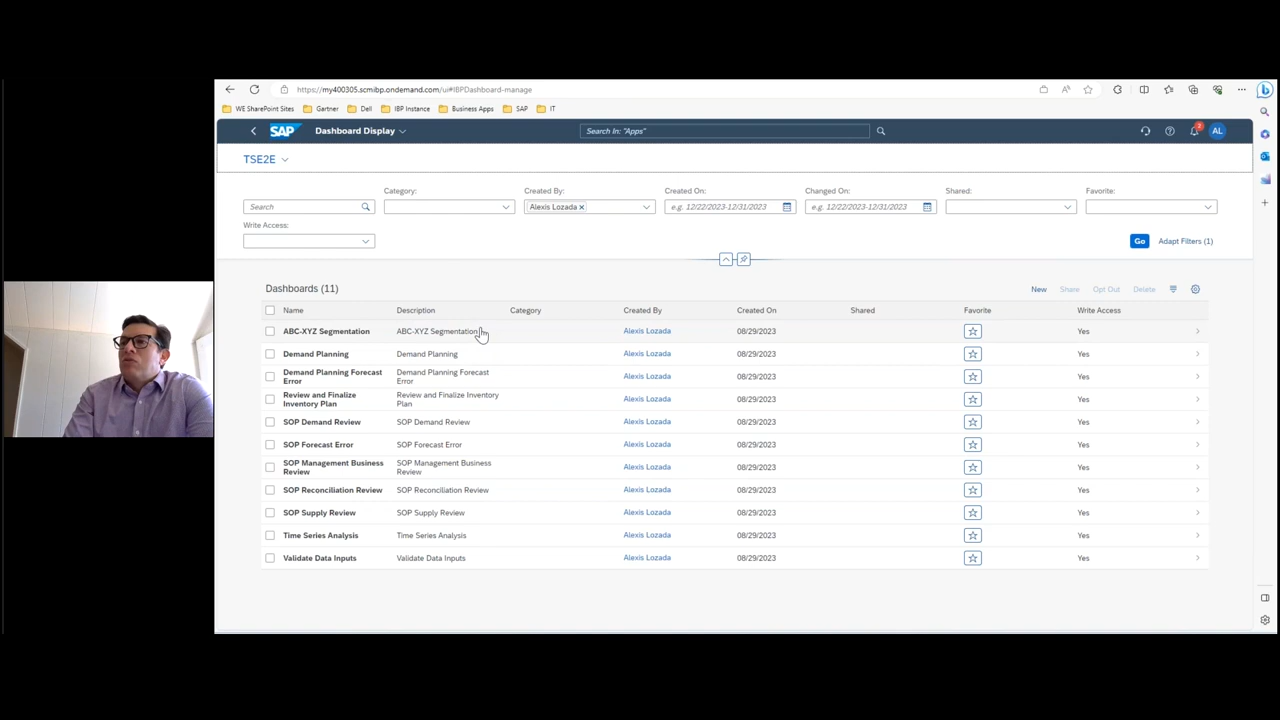 https://my400305.scmibp.ondemand.com/ui#IBPDashboard-manage
WE SharePoint Sites Gartner Dell IBP Instance Business Apps SAP IT
SAP Dashboard Display Search In: "Apps" 2 AL
TSE2E
Category: Created By: Created On: Changed On: Shared: Favorite:
Search Alexis Lozada e.g. 12/22/2023-12/31/2023 e.g. 12/22/2023-12/31/2023
Write Access:
Go Adapt Filters (1)
Dashboards (11) New Share Opt Out Delete
Name Description Category Created By Created On Shared Favorite Write Access
ABC-XYZ Segmentation ABC-XYZ Segmentation Alexis Lozada 08/29/2023 Yes
Demand Planning Demand Planning Alexis Lozada 08/29/2023 Yes
Demand Planning Forecast Demand Planning Forecast Alexis Lozada 08/29/2023 Yes
Error Error
Review and Finalize Review and Finalize Inventory Alexis Lozada 08/29/2023 Yes
Inventory Plan Plan
SOP Demand Review SOP Demand Review Alexis Lozada 08/29/2023 Yes
SOP Forecast Error SOP Forecast Error Alexis Lozada 08/29/2023 Yes
SOP Management Business SOP Management Business Alexis Lozada 08/29/2023 Yes
Review Review
SOP Reconciliation Review SOP Reconciliation Review Alexis Lozada 08/29/2023 Yes
SOP Supply Review SOP Supply Review Alexis Lozada 08/29/2023 Yes
Time Series Analysis Time Series Analysis Alexis Lozada 08/29/2023 Yes
Validate Data Inputs Validate Data Inputs Alexis Lozada 08/29/2023 Yes